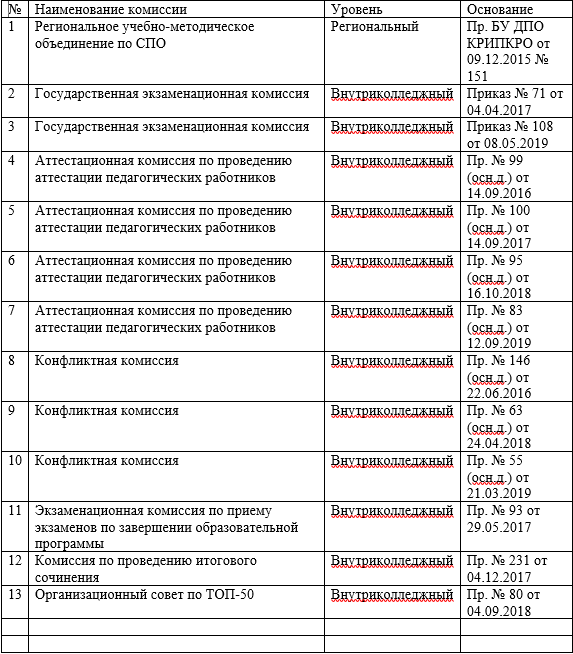 № Наименование комиссии Уровень Основание
1 Региональное учебно-методическое Региональный Пр. БУ ДПО
объединение по СПО КРИПКРО от
09.12.2015 №
151
2 Государственная экзаменационная комиссия Внутриколледжный Приказ № 71 от
04.04.2017
3 Государственная экзаменационная комиссия Внутриколледжный Приказ № 108
от 08.05.2019
4 Аттестационная комиссия по проведению Внутриколледжный Пр. № 99
аттестации педагогических работников (осн.д.) от
14.09.2016
5 Аттестационная комиссия по проведению Внутриколледжный Пр. № 100
аттестации педагогических работников (осн.д.) от
14.09.2017
6 Аттестационная комиссия по проведению Внутриколледжный Пр. № 95
аттестации педагогических работников (осн.д.) от
16.10.2018
7 Аттестационная комиссия по проведению Внутриколледжный Пр. № 83
аттестации педагогических работников (осн.д.) от
12.09.2019
8 Конфликтная комиссия Внутриколледжный Пр. № 146
(осн.д.) от
22.06.2016
9 Конфликтная комиссия Внутриколледжный Пр. № 63
(осн.д.) от
24.04.2018
10 Конфликтная комиссия Внутриколледжный Пр. № 55
(осн.д.) от
21.03.2019
11 Экзаменационная комиссия по приему Внутриколледжный Пр. № 93 от
экзаменов по завершении образовательной 29.05.2017
программы
12 Комиссия по проведению итогового Внутриколледжный Пр. № 231 от
сочинения 04.12.2017
13 Организационный совет по ТОП-50 Внутриколледжный Пр. № 80 от
04.09.2018